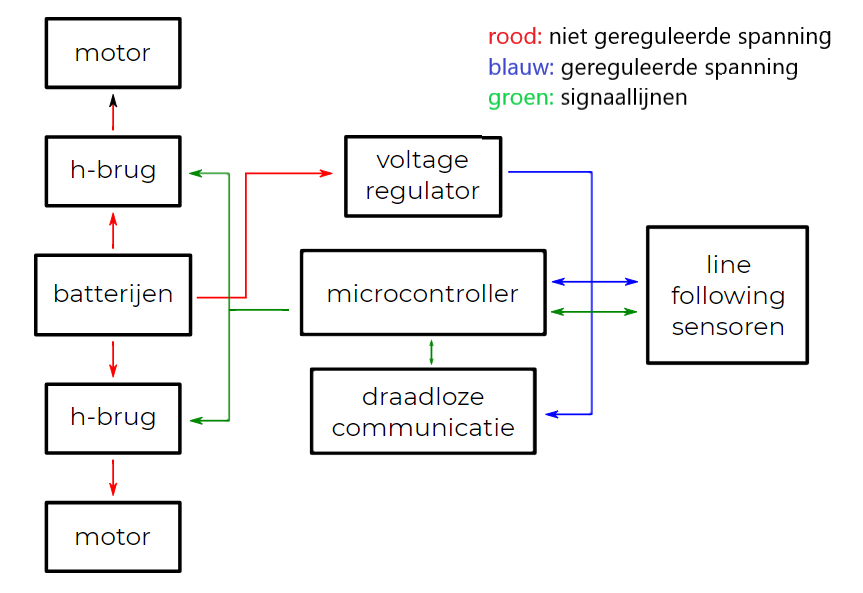 rood: niet gereguleerde spanning
blauw: gereguleerde spanning
groen: signaallijnen
motor
h-brug
batterijen
h-brug
motor
voltage
regulator
microcontroller
draadloze
communicatie
line
following
sensoren